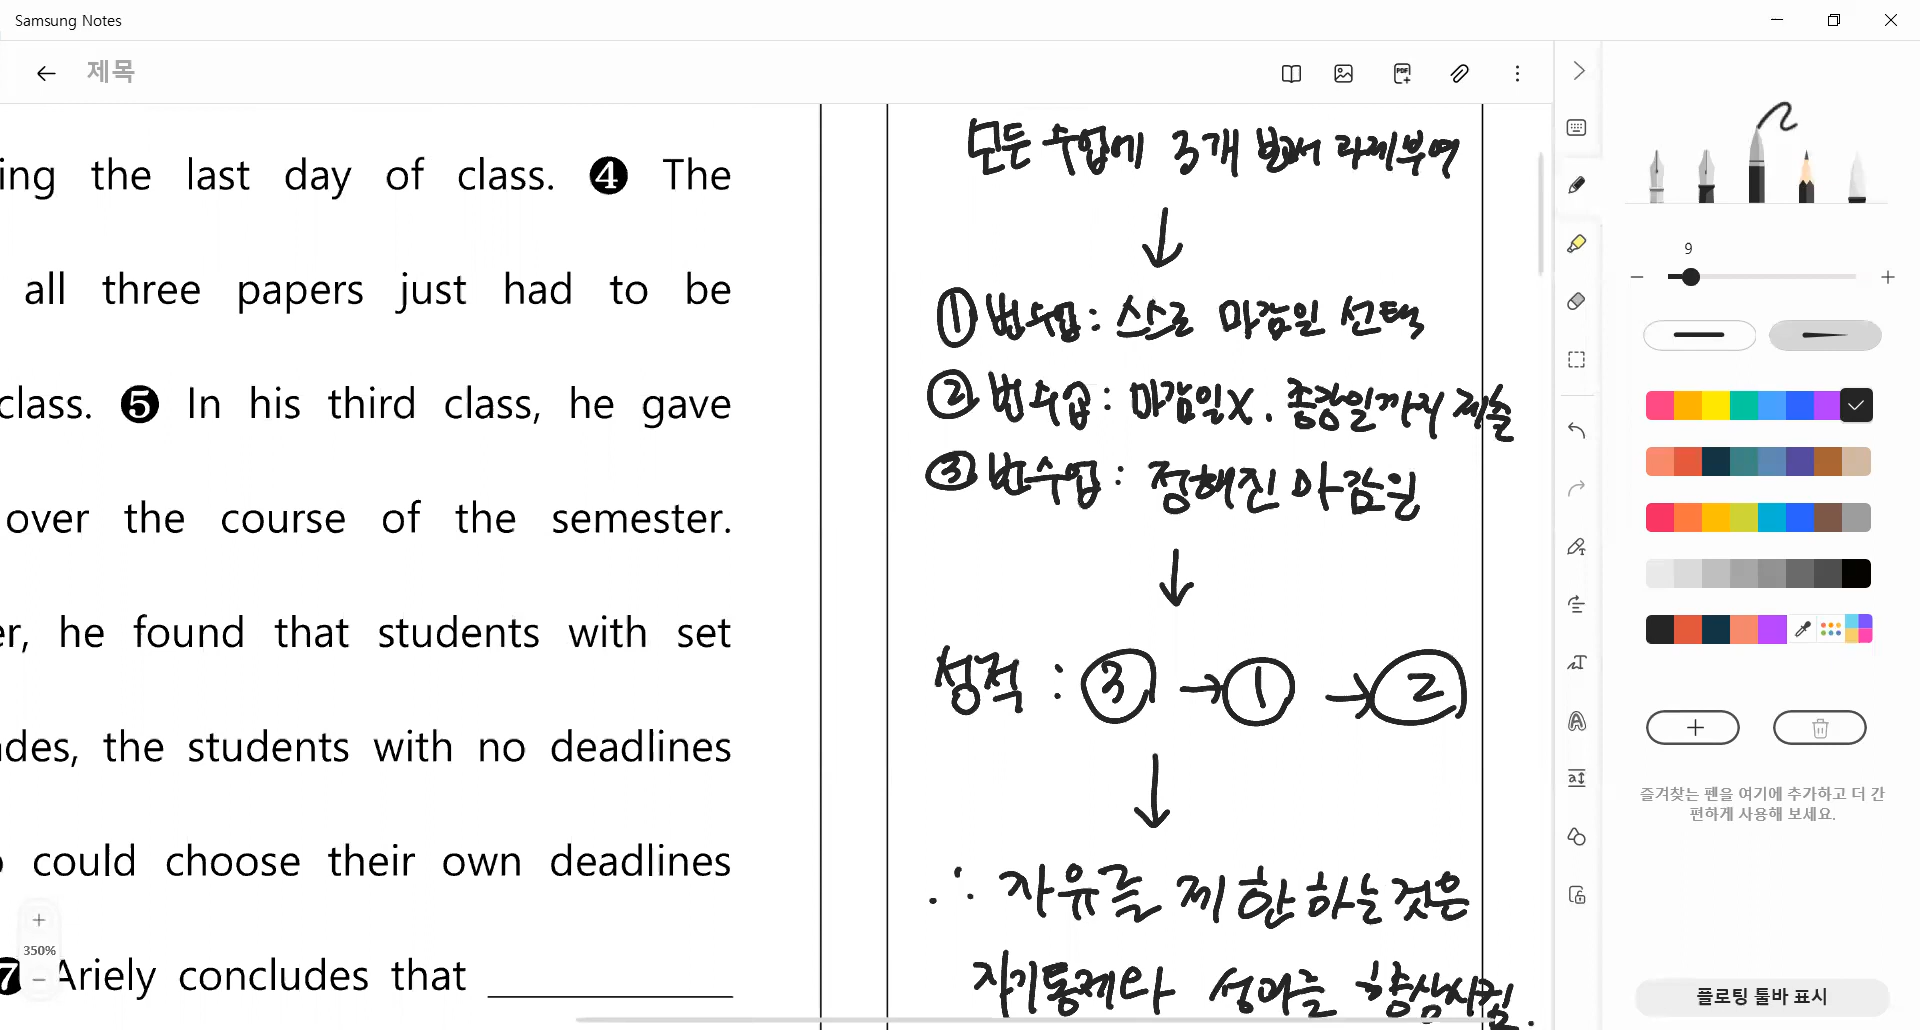 Samsung Notes
제목
ing the last day of class. ❹ The
all three papers just had to be
class. ❺ In his third class, he gave
over the course of the semester.
er, he found that students with set
ades, the students with no deadlines
could choose their own deadlines
7 Ariely concludes that
350%
모든 수업에 3개 보고서 과제부여
↓
① 번수업 : 스스로 마감일 선택
② 번수업 : 마감일X. 종강일까지 제출
③ 번수업 : 정해진 마감일
↓
성적 : ③ → ① → ②
↓
∴ 자유를 제한하는것은
자기통제와 성과를 향상시킴.
PDF
9
즐겨찾는 펜을 여기에 추가하고 더 간
편하게 사용해 보세요.
플로팅 툴바 표시